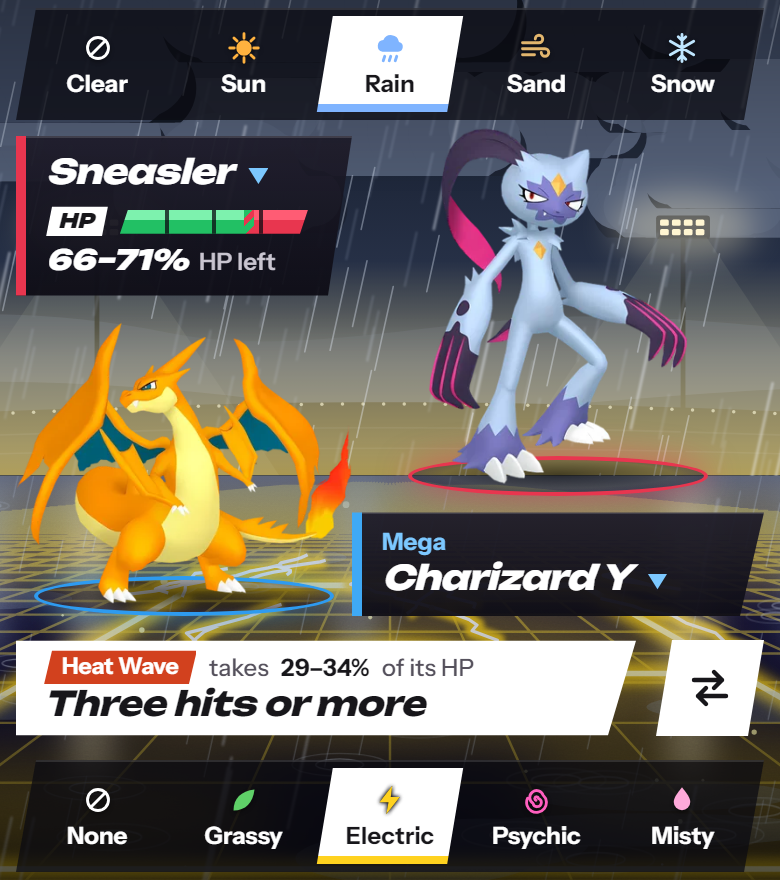 Clear Sun Rain Sand Snow
Sneasler
HP
66–71% HP left
Mega
Charizard Y
Heat Wave takes 29–34% of its HP
Three hits or more
None Grassy Electric Psychic Misty